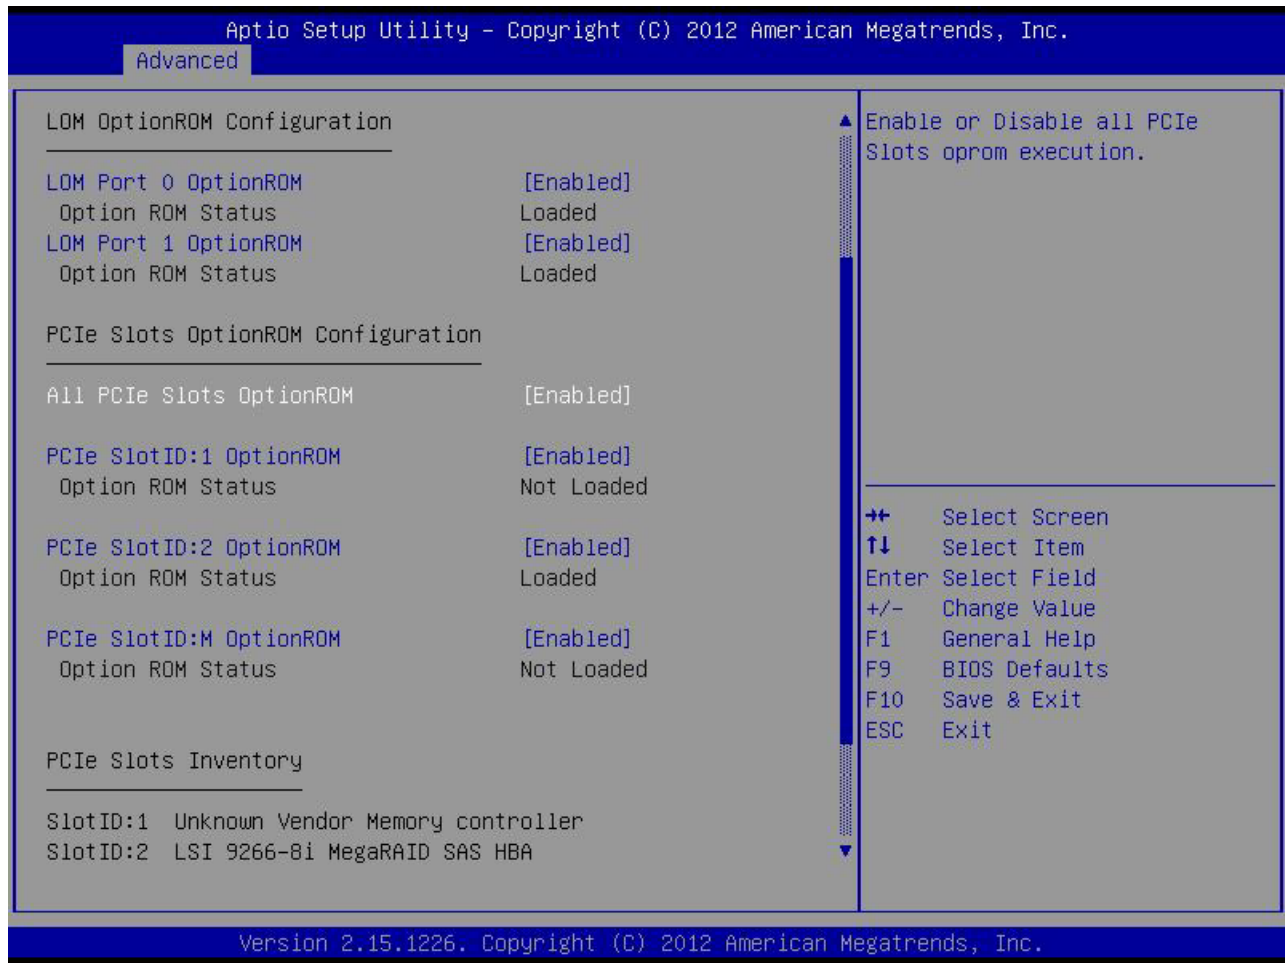 Aptio Setup Utility – Copyright (C) 2012 American Megatrends, Inc.
Advanced
LOM OptionROM Configuration
LOM Port 0 OptionROM [Enabled]
Option ROM Status Loaded
LOM Port 1 OptionROM [Enabled]
Option ROM Status Loaded
PCIe Slots OptionROM Configuration
All PCIe Slots OptionROM [Enabled]
PCIe SlotID:1 OptionROM [Enabled]
Option ROM Status Not Loaded
PCIe SlotID:2 OptionROM [Enabled]
Option ROM Status Loaded
PCIe SlotID:M OptionROM [Enabled]
Option ROM Status Not Loaded
PCIe Slots Inventory
SlotID:1 Unknown Vendor Memory controller
SlotID:2 LSI 9266-8i MegaRAID SAS HBA
Enable or Disable all PCIe
Slots oprom execution.
→← Select Screen
↑↓ Select Item
Enter Select Field
+/- Change Value
F1 General Help
F9 BIOS Defaults
F10 Save & Exit
ESC Exit
Version 2.15.1226. Copyright (C) 2012 American Megatrends, Inc.